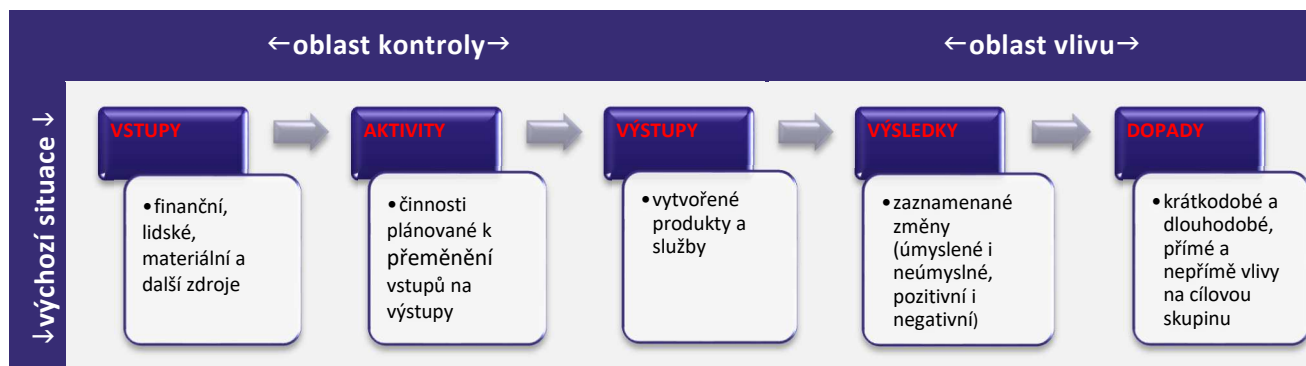 ←oblast kontroly→
←oblast vlivu→
↓výchozí situace↓
VSTUPY
•finanční,
lidské,
materiální a
další zdroje
AKTIVITY
•činnosti
plánované k
přeměnění
vstupů na
výstupy
VÝSTUPY
•vytvořené
produkty a
služby
VÝSLEDKY
•zaznamenané
změny
(úmyslené i
neúmyslné,
pozitivní i
negativní)
DOPADY
•krátkodobé a
dlouhodobé,
přímé a
nepřímě vlivy
na cílovou
skupinu